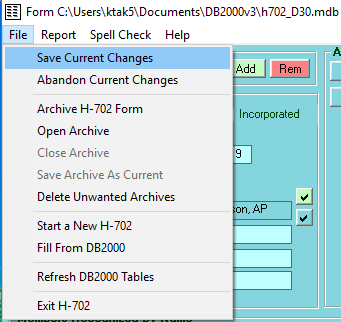 Form C:\Users\ktak5\Documents\DB2000v3\h702_D30.mdb
File Report Spell Check Help
Save Current Changes
Abandon Current Changes
Archive H-702 Form
Open Archive
Close Archive
Save Archive As Current
Delete Unwanted Archives
Start a New H-702
Fill From DB2000
Refresh DB2000 Tables
Exit H-702
Add Rem
Incorporated
9
son, AP
A